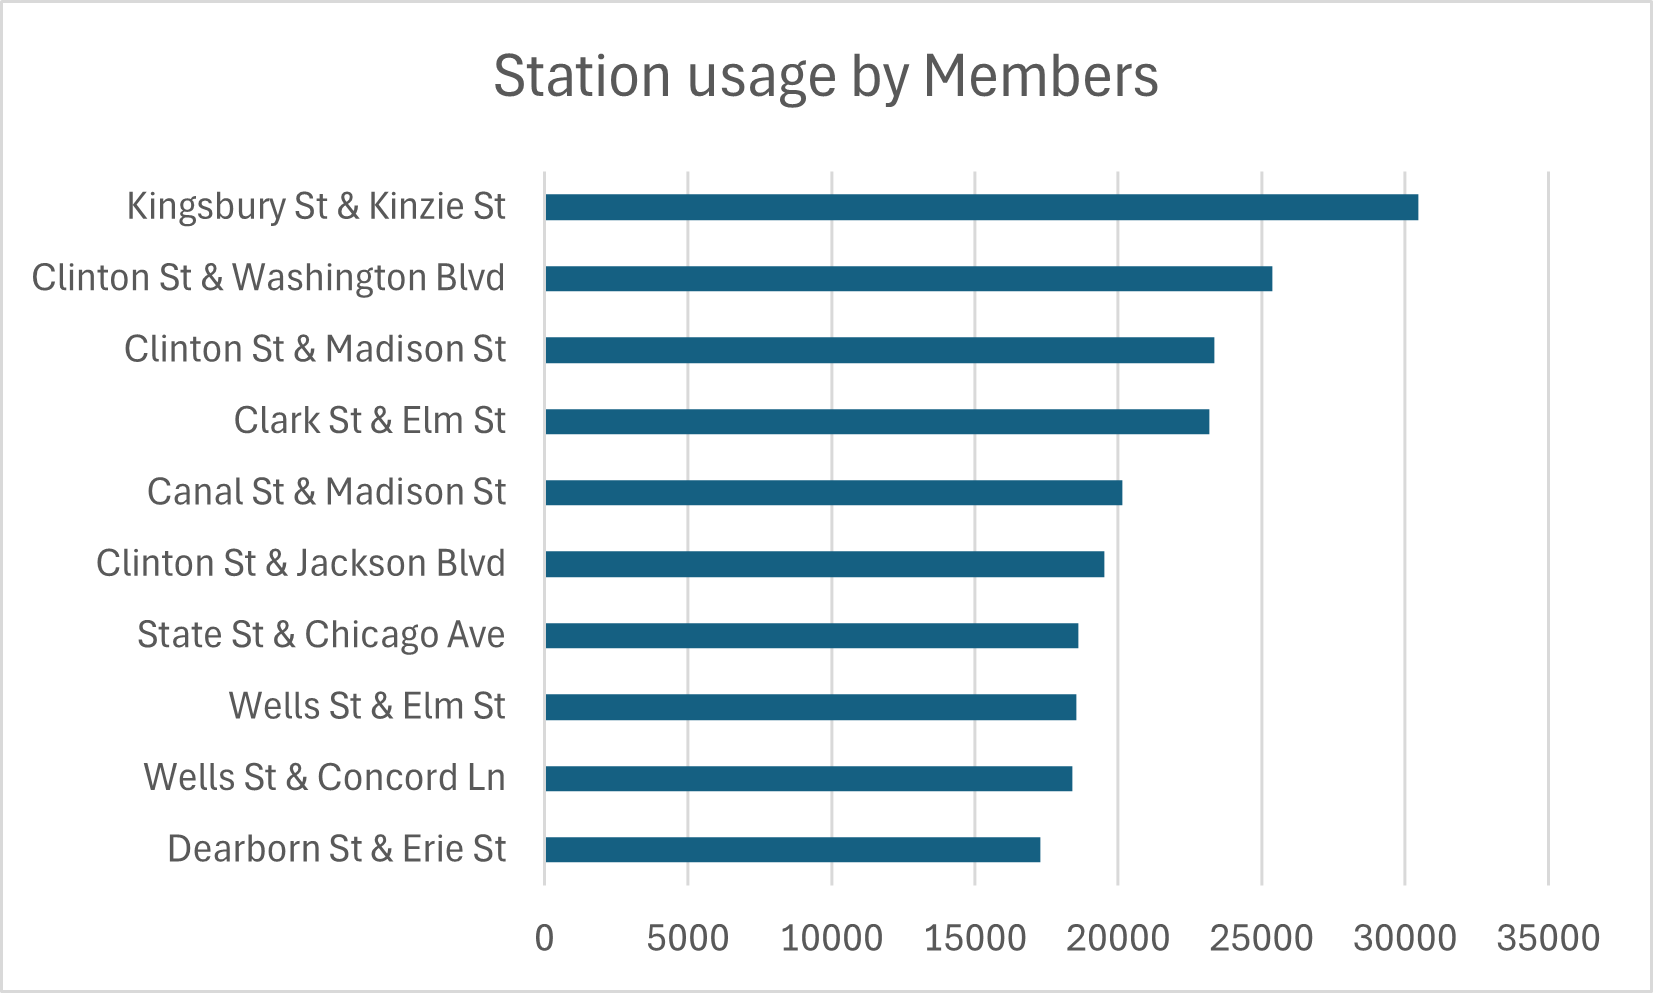 Station usage by Members
Kingsbury St & Kinzie St
Clinton St & Washington Blvd
Clinton St & Madison St
Clark St & Elm St
Canal St & Madison St
Clinton St & Jackson Blvd
State St & Chicago Ave
Wells St & Elm St
Wells St & Concord Ln
Dearborn St & Erie St
0 5000 10000 15000 20000 25000 30000 35000